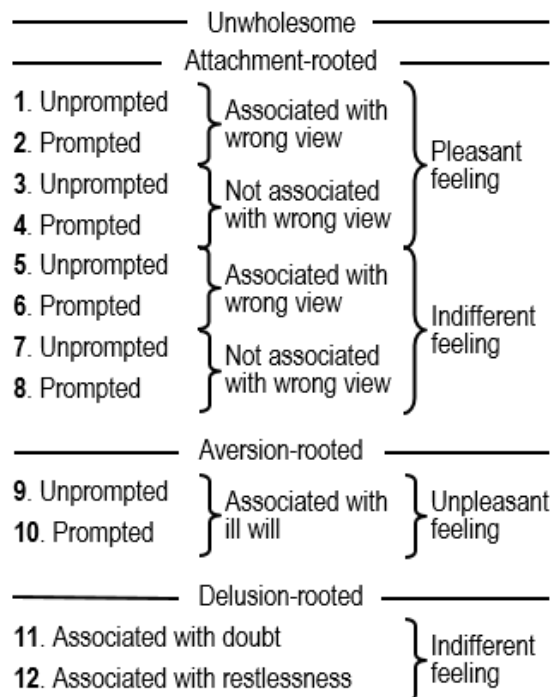 Unwholesome
Attachment-rooted
1. Unprompted
2. Prompted
Associated with
wrong view
3. Unprompted
4. Prompted
Not associated
with wrong view
Pleasant
feeling
5. Unprompted
6. Prompted
Associated with
wrong view
7. Unprompted
8. Prompted
Not associated
with wrong view
Indifferent
feeling
Aversion-rooted
9. Unprompted
10. Prompted
Associated with
ill will
Unpleasant
feeling
Delusion-rooted
11. Associated with doubt
12. Associated with restlessness
Indifferent
feeling